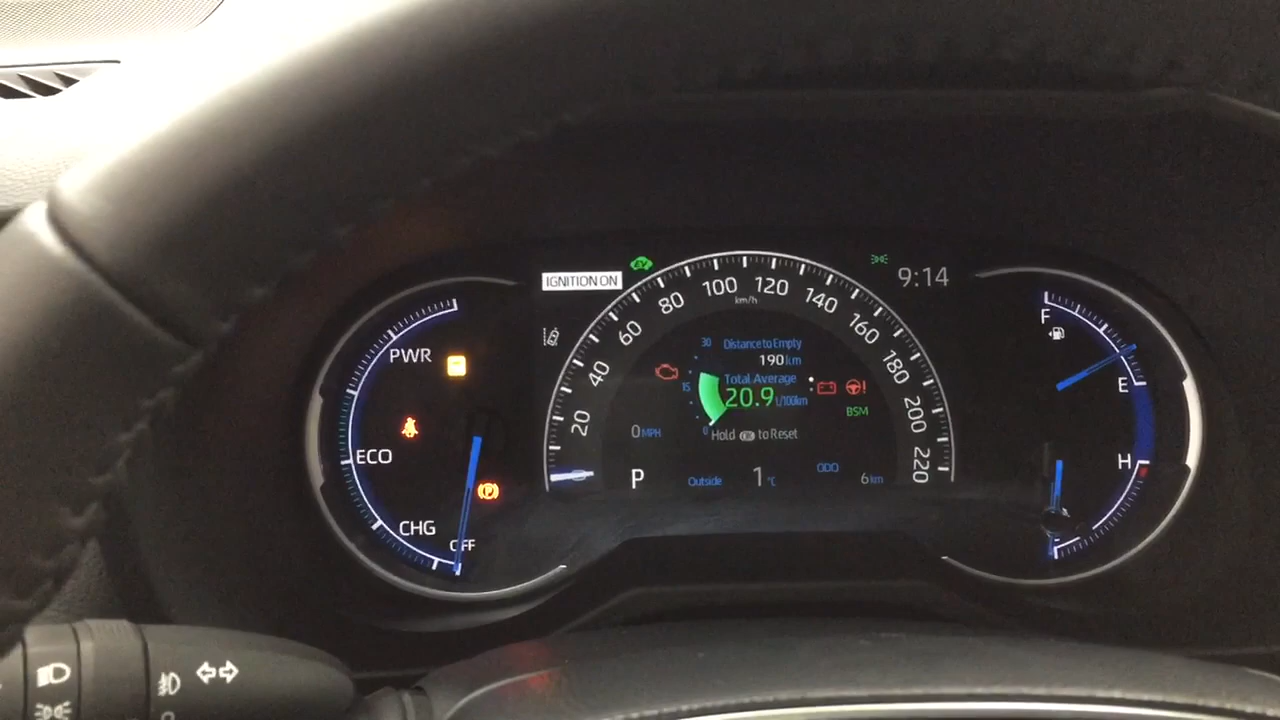 IGNITION ON
9:14
PWR
ECO
CHG
OFF
20
40
60
80
100
120
140
160
180
200
220
km/h
30
15
0
Distance to Empty
190 km
Total Average
20.9 L/100km
BSM
Hold OK to Reset
0 MPH
P
Outside 1 °C
ODO 6 km
F
E
H